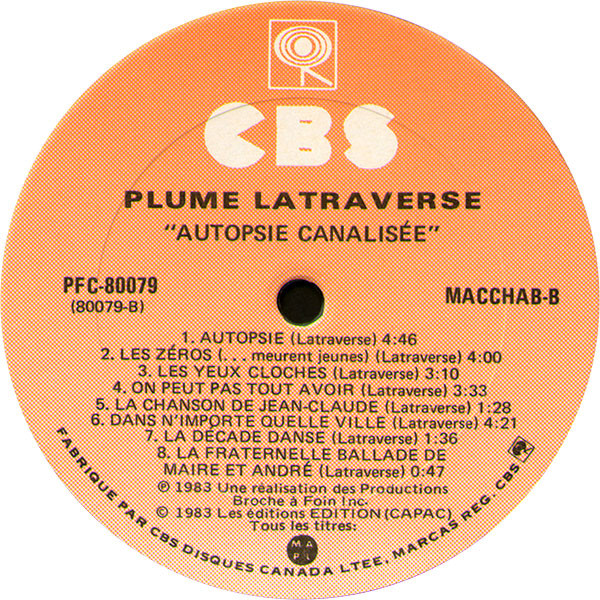 CBS
PLUME LATRAVERSE
"AUTOPSIE CANALISÉE"
PFC-80079
(80079-B)
MACCHAB-B
1. AUTOPSIE (Latraverse) 4:46
2. LES ZÉROS (. . . meurent jeunes) (Latraverse) 4:00
3. LES YEUX CLOCHES (Latraverse) 3:10
4. ON PEUT PAS TOUT AVOIR (Latraverse) 3:33
5. LA CHANSON DE JEAN-CLAUDE (Latraverse) 1:28
6. DANS N'IMPORTE QUELLE VILLE (Latraverse) 4:21
7. LA DÉCADE DANSE (Latraverse) 1:36
8. LA FRATERNELLE BALLADE DE
MAIRE ET ANDRÉ (Latraverse) 0:47
℗ 1983 Une réalisation des Productions
Broche à Foin Inc.
© 1983 Les éditions EDITION (CAPAC)
Tous les titres:
MAPL
FABRIQUE PAR CBS DISQUES CANADA LTEE, MARCAS REG. CBS